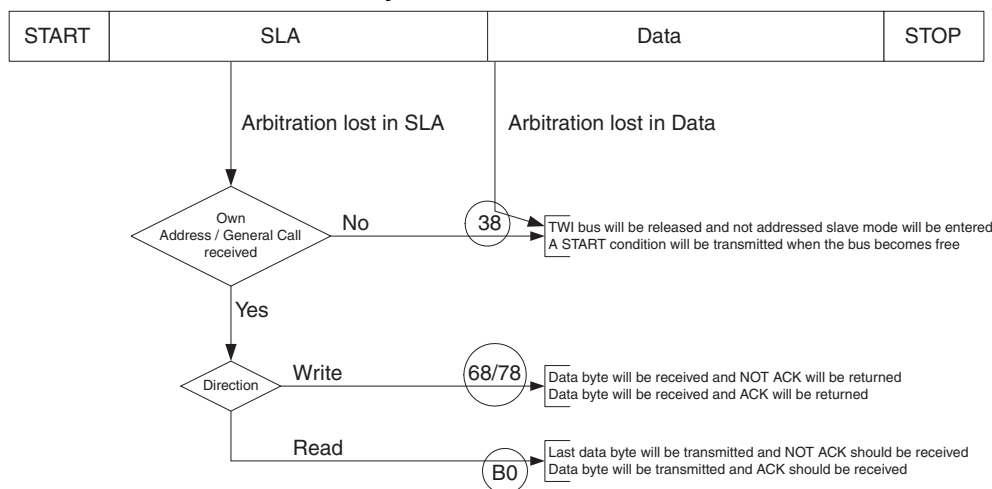 START SLA Data STOP
Arbitration lost in SLA Arbitration lost in Data
Own
Address / General Call
received
No
38
TWI bus will be released and not addressed slave mode will be entered
A START condition will be transmitted when the bus becomes free
Yes
Direction
Write
68/78
Data byte will be received and NOT ACK will be returned
Data byte will be received and ACK will be returned
Read
B0
Last data byte will be transmitted and NOT ACK should be received
Data byte will be transmitted and ACK should be received